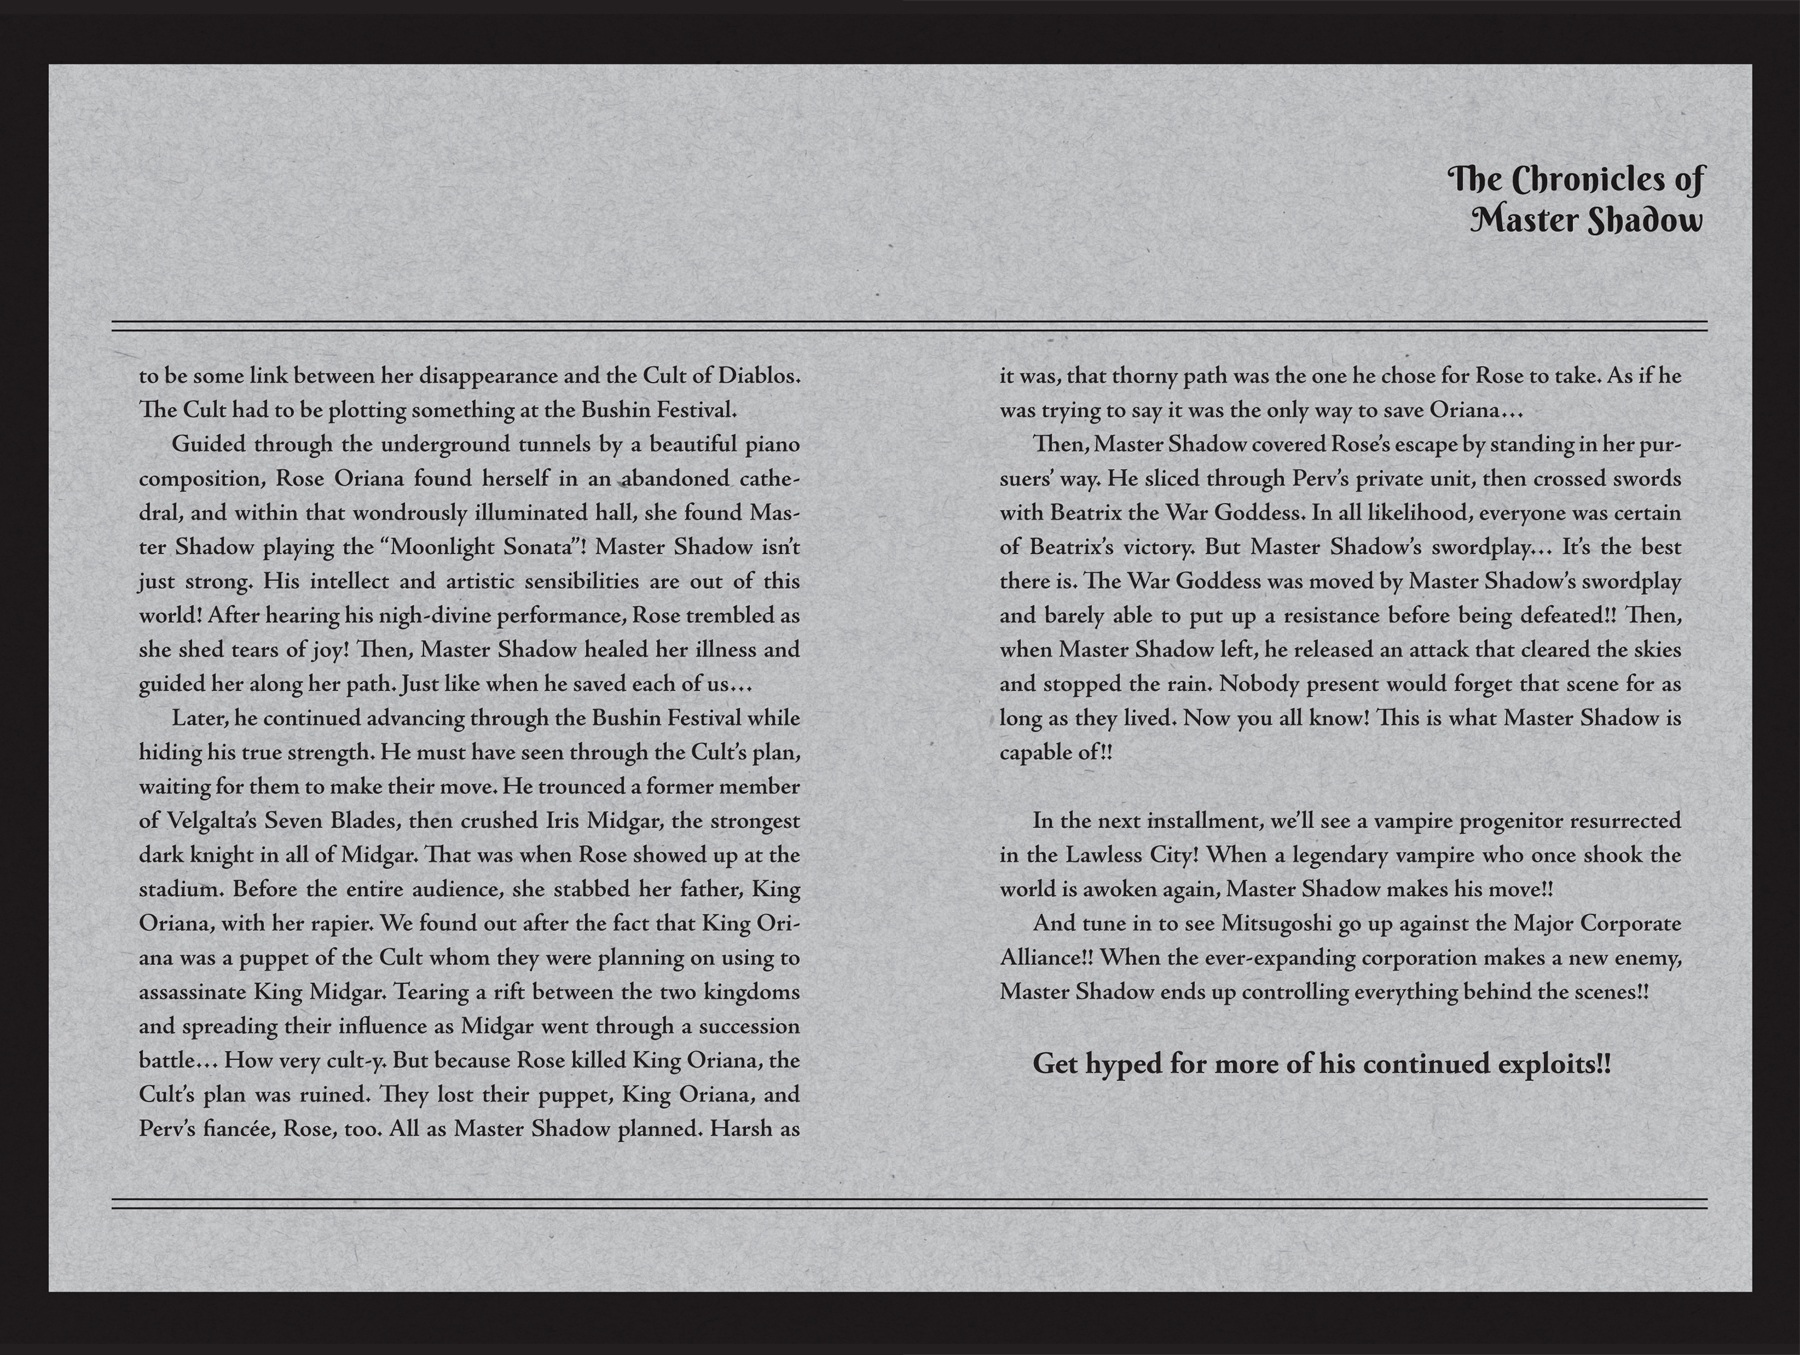 The Chronicles of
Master Shadow
to be some link between her disappearance and the Cult of Diablos.
The Cult had to be plotting something at the Bushin Festival.
Guided through the underground tunnels by a beautiful piano
composition, Rose Oriana found herself in an abandoned cathe-
dral, and within that wondrously illuminated hall, she found Mas-
ter Shadow playing the “Moonlight Sonata”! Master Shadow isn’t
just strong. His intellect and artistic sensibilities are out of this
world! After hearing his nigh-divine performance, Rose trembled as
she shed tears of joy! Then, Master Shadow healed her illness and
guided her along her path. Just like when he saved each of us…
Later, he continued advancing through the Bushin Festival while
hiding his true strength. He must have seen through the Cult’s plan,
waiting for them to make their move. He trounced a former member
of Velgalta’s Seven Blades, then crushed Iris Midgar, the strongest
dark knight in all of Midgar. That was when Rose showed up at the
stadium. Before the entire audience, she stabbed her father, King
Oriana, with her rapier. We found out after the fact that King Ori-
ana was a puppet of the Cult whom they were planning on using to
assassinate King Midgar. Tearing a rift between the two kingdoms
and spreading their influence as Midgar went through a succession
battle… How very cult-y. But because Rose killed King Oriana, the
Cult’s plan was ruined. They lost their puppet, King Oriana, and
Perv’s fiancée, Rose, too. All as Master Shadow planned. Harsh as
it was, that thorny path was the one he chose for Rose to take. As if he
was trying to say it was the only way to save Oriana…
Then, Master Shadow covered Rose’s escape by standing in her pur-
suers’ way. He sliced through Perv’s private unit, then crossed swords
with Beatrix the War Goddess. In all likelihood, everyone was certain
of Beatrix’s victory. But Master Shadow’s swordplay… It’s the best
there is. The War Goddess was moved by Master Shadow’s swordplay
and barely able to put up a resistance before being defeated!! Then,
when Master Shadow left, he released an attack that cleared the skies
and stopped the rain. Nobody present would forget that scene for as
long as they lived. Now you all know! This is what Master Shadow is
capable of!!
In the next installment, we’ll see a vampire progenitor resurrected
in the Lawless City! When a legendary vampire who once shook the
world is awoken again, Master Shadow makes his move!!
And tune in to see Mitsugoshi go up against the Major Corporate
Alliance!! When the ever-expanding corporation makes a new enemy,
Master Shadow ends up controlling everything behind the scenes!!
Get hyped for more of his continued exploits!!